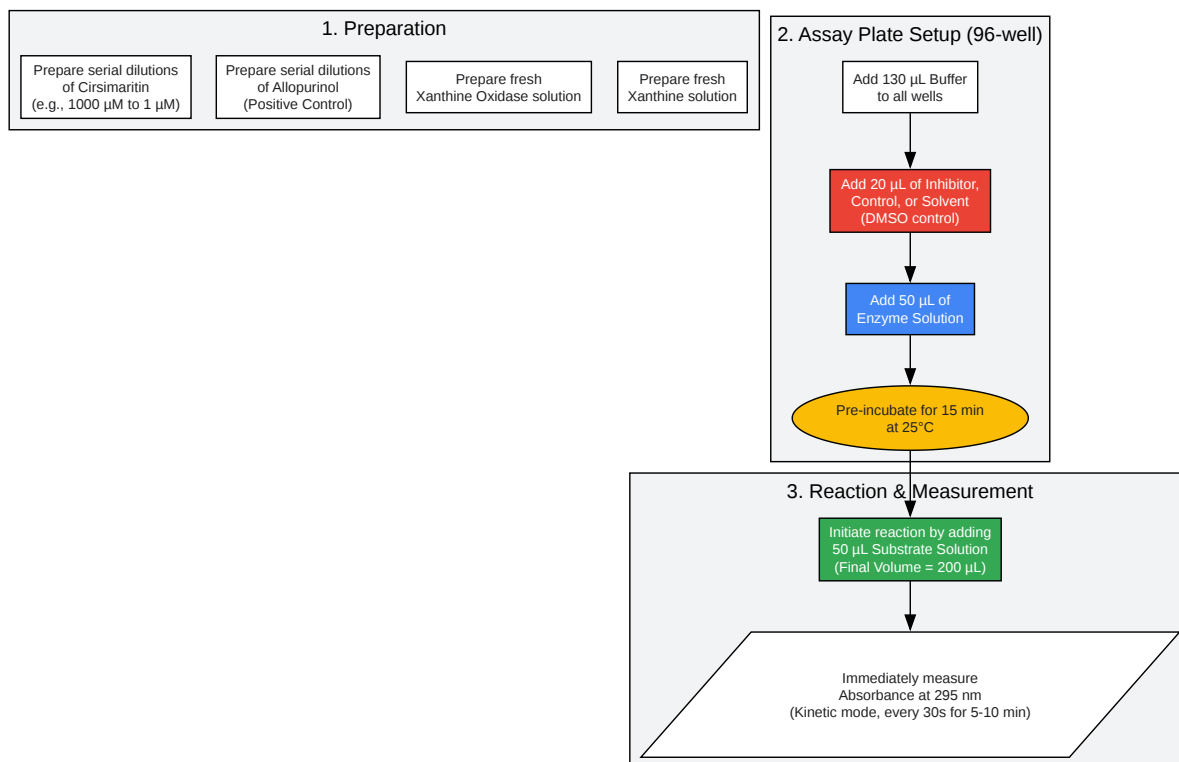 1. Preparation
Prepare serial dilutions
of Cirsimaritin
(e.g., 1000 µM to 1 µM)
Prepare serial dilutions
of Allopurinol
(Positive Control)
Prepare fresh
Xanthine Oxidase solution
Prepare fresh
Xanthine solution
2. Assay Plate Setup (96-well)
Add 130 µL Buffer
to all wells
Add 20 µL of Inhibitor,
Control, or Solvent
(DMSO control)
Add 50 µL of
Enzyme Solution
Pre-incubate for 15 min
at 25°C
3. Reaction & Measurement
Initiate reaction by adding
50 µL Substrate Solution
(Final Volume = 200 µL)
Immediately measure
Absorbance at 295 nm
(Kinetic mode, every 30s for 5-10 min)